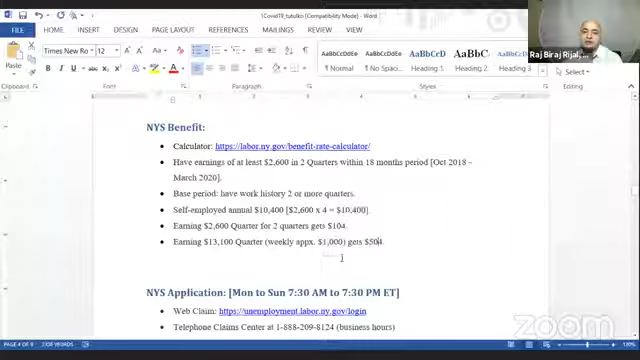 1Covid19_tutulko [Compatibility Mode] - Word
FILE HOME INSERT DESIGN PAGE LAYOUT REFERENCES MAILINGS REVIEW VIEW
Times New Ro 12
AaBbCcDdEe AaBbCcDdEe AaBbCcD AaBbC AaBbCcD
Paste
¶ Normal ¶ No Spac... Heading 1 Heading 2 Heading 3
Select
Raj Biraj Rijal,
Clipboard Font Paragraph Styles
NYS Benefit:
Calculator: https://labor.ny.gov/benefit-rate-calculator/
Have earnings of at least $2,600 in 2 Quarters within 18 months period [Oct 2018 –
March 2020].
Base period: have work history 2 or more quarters.
Self-employed annual $10,400 [$2,600 x 4 = $10,400].
Earning $2,600 Quarter for 2 quarters gets $104.
Earning $13,100 Quarter (weekly appx. $1,000) gets $504.
NYS Application: [Mon to Sun 7:30 AM to 7:30 PM ET]
Web Claim: https://unemployment.labor.ny.gov/login
Telephone Claims Center at 1-888-209-8124 (business hours)
zoom
120%